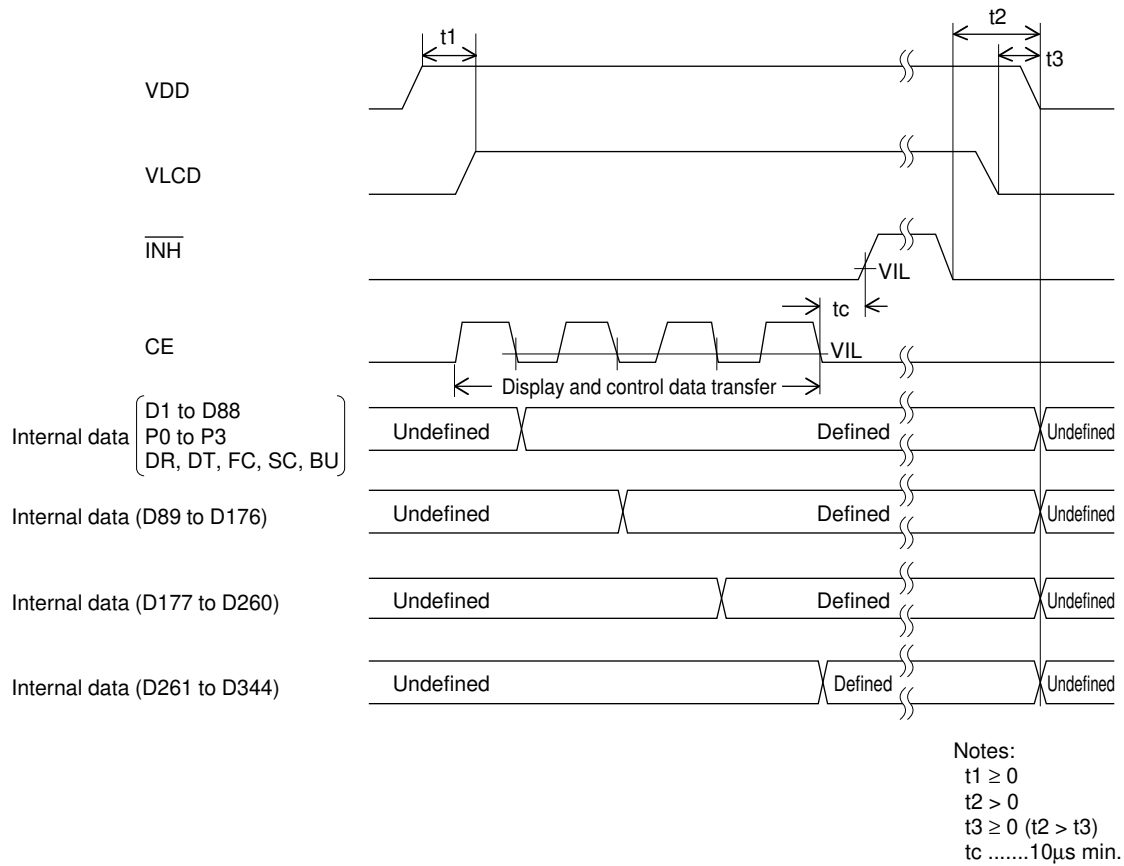 t1
t2
t3
VDD
VLCD
INH
VIL
tc
CE
VIL
Display and control data transfer
Internal data
D1 to D88
P0 to P3
DR, DT, FC, SC, BU
Undefined
Defined
Undefined
Internal data (D89 to D176)
Undefined
Defined
Undefined
Internal data (D177 to D260)
Undefined
Defined
Undefined
Internal data (D261 to D344)
Undefined
Defined
Undefined
Notes:
t1 ≥ 0
t2 > 0
t3 ≥ 0 (t2 > t3)
tc .......10µs min.